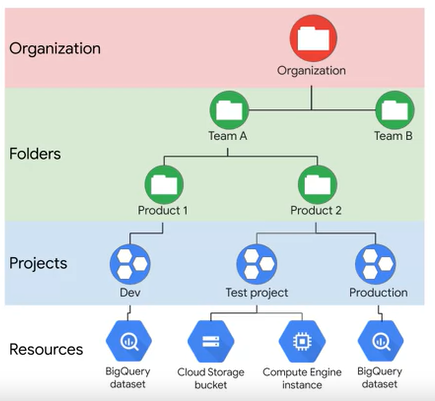 Organization
Organization
Team A
Team B
Folders
Product 1
Product 2
Projects
Dev
Test project
Production
Resources
BigQuery
dataset
Cloud Storage
bucket
Compute Engine
instance
BigQuery
dataset